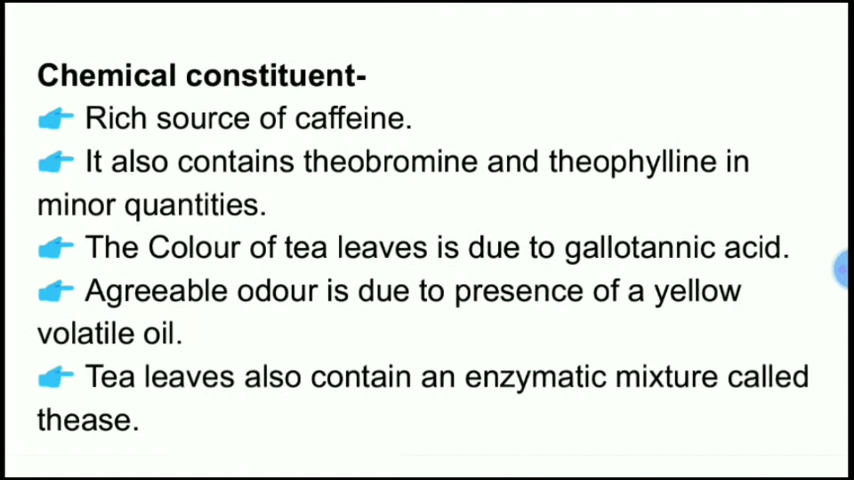 Chemical constituent-
👉 Rich source of caffeine.
👉 It also contains theobromine and theophylline in
minor quantities.
👉 The Colour of tea leaves is due to gallotannic acid.
👉 Agreeable odour is due to presence of a yellow
volatile oil.
👉 Tea leaves also contain an enzymatic mixture called
thease.